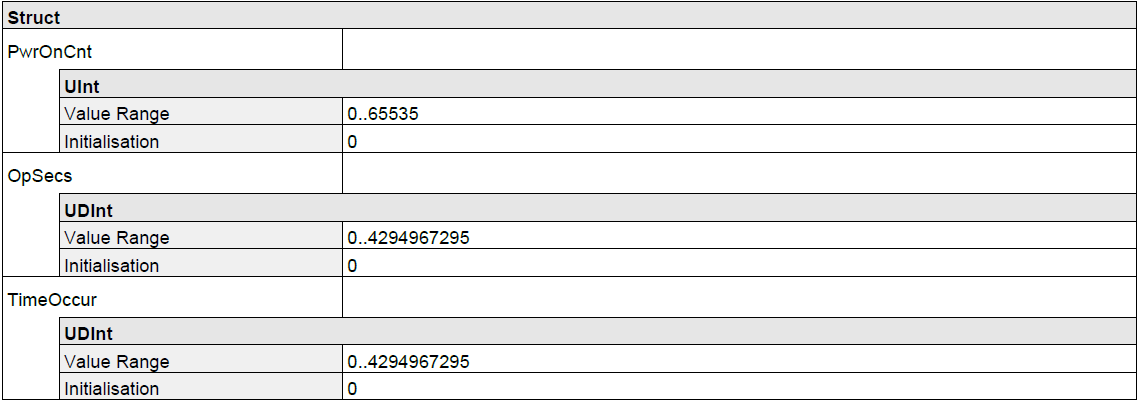 Struct
PwrOnCnt
UInt
Value Range 0..65535
Initialisation 0
OpSecs
UDInt
Value Range 0..4294967295
Initialisation 0
TimeOccur
UDInt
Value Range 0..4294967295
Initialisation 0